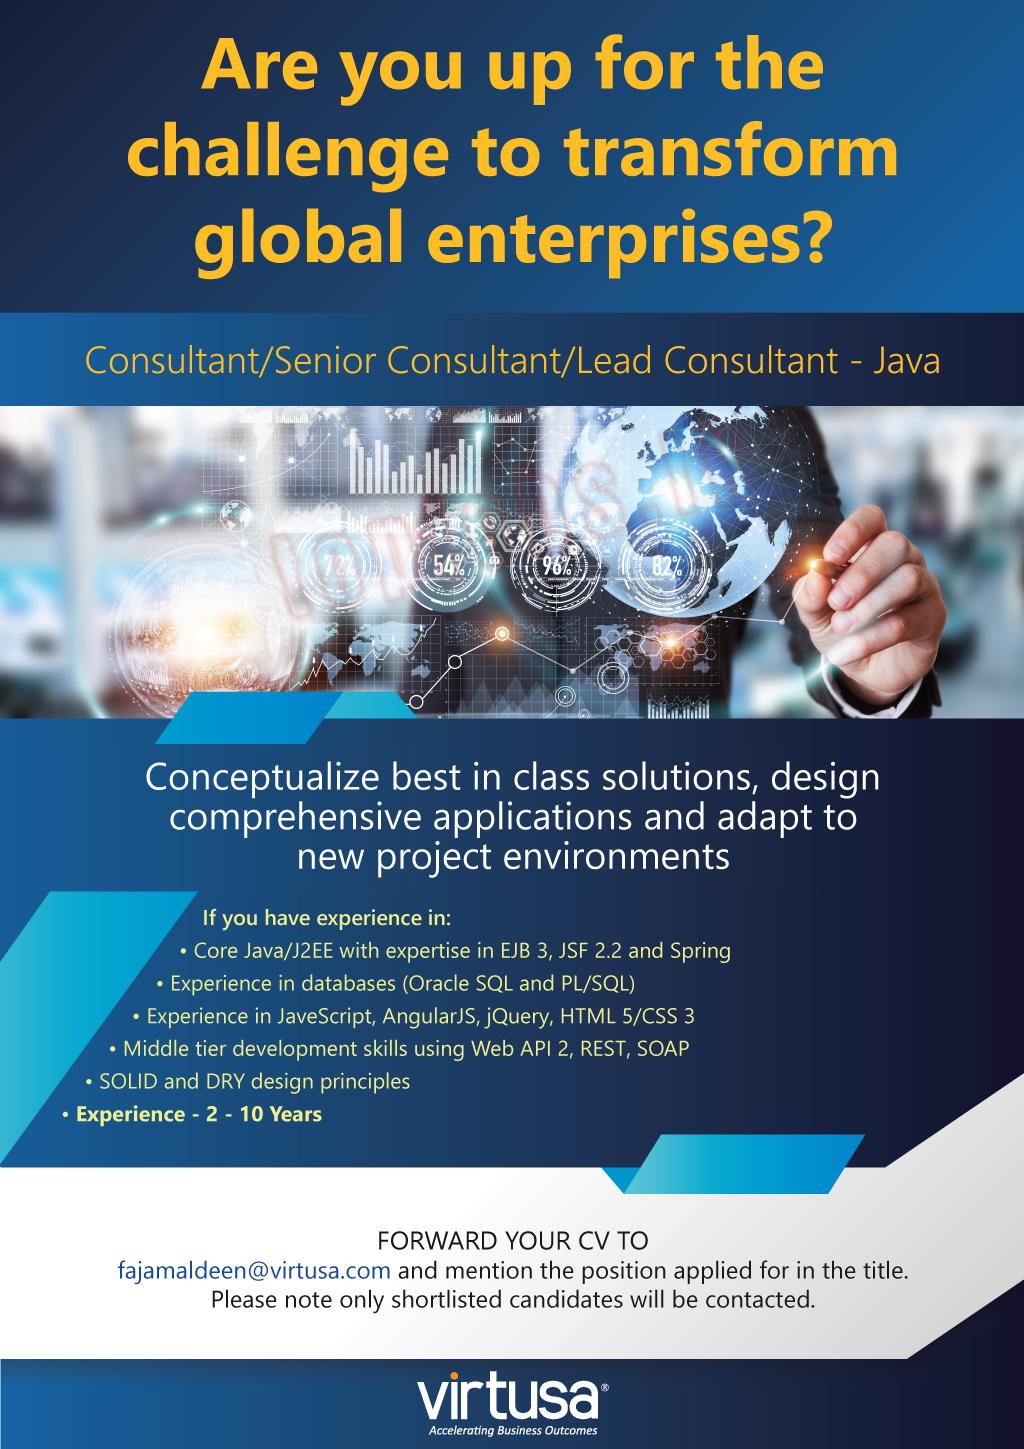 Are you up for the
challenge to transform
global enterprises?
Consultant/Senior Consultant/Lead Consultant - Java
72%
54%
96%
82%
Conceptualize best in class solutions, design
comprehensive applications and adapt to
new project environments
If you have experience in:
• Core Java/J2EE with expertise in EJB 3, JSF 2.2 and Spring
• Experience in databases (Oracle SQL and PL/SQL)
• Experience in JaveScript, AngularJS, jQuery, HTML 5/CSS 3
• Middle tier development skills using Web API 2, REST, SOAP
• SOLID and DRY design principles
• Experience - 2 - 10 Years
FORWARD YOUR CV TO
fajamaldeen@virtusa.com and mention the position applied for in the title.
Please note only shortlisted candidates will be contacted.
virtusa®
Accelerating Business Outcomes